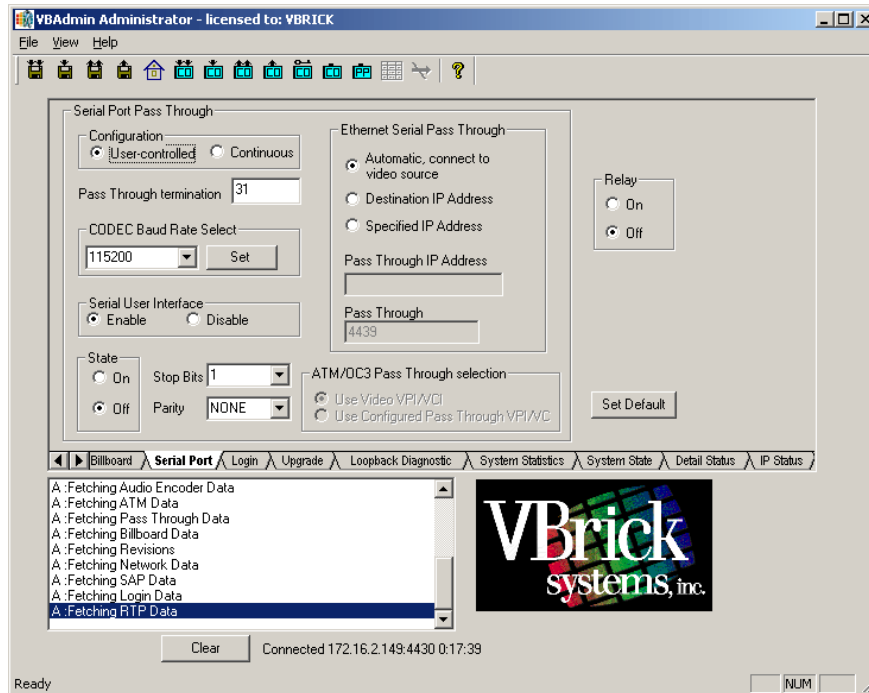 VBAdmin Administrator - licensed to: VBRICK
File View Help
CO CO CO CO CO CO PP ?
Serial Port Pass Through
Configuration
User-controlled Continuous
Pass Through termination 31
CODEC Baud Rate Select
115200 Set
Serial User Interface
Enable Disable
State
On
Off
Stop Bits 1
Parity NONE
Ethernet Serial Pass Through
Automatic, connect to
video source
Destination IP Address
Specified IP Address
Pass Through IP Address
Pass Through
4439
ATM/OC3 Pass Through selection
Use Video VPI/VCI
Use Configured Pass Through VPI/VC
Relay
On
Off
Set Default
Billboard Serial Port Login Upgrade Loopback Diagnostic System Statistics System State Detail Status IP Status
A :Fetching Audio Encoder Data
A :Fetching ATM Data
A :Fetching Pass Through Data
A :Fetching Billboard Data
A :Fetching Revisions
A :Fetching Network Data
A :Fetching SAP Data
A :Fetching Login Data
A :Fetching RTP Data
VBrick
systems, inc.
Clear Connected 172.16.2.149:4430 0:17:39
Ready NUM